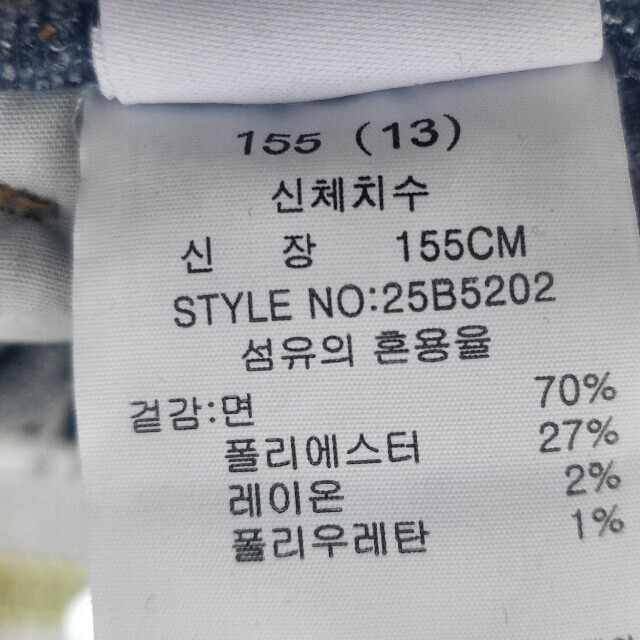 155 (13)
신체치수
신 장 155CM
STYLE NO:25B5202
섬유의 혼용율
겉감:면 70%
폴리에스터 27%
레이온 2%
폴리우레탄 1%